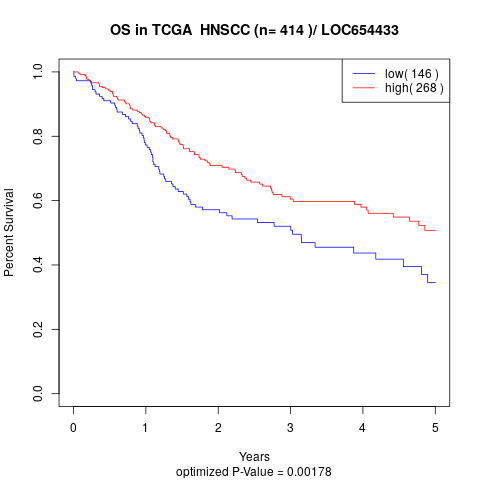 OS in TCGA  HNSCC (n= 414 )/ LOC654433
low( 146 )
high( 268 )
Percent Survival
1.0
0.8
0.6
0.4
0.2
0.0
0 1 2 3 4 5
Years
optimized P-Value = 0.00178